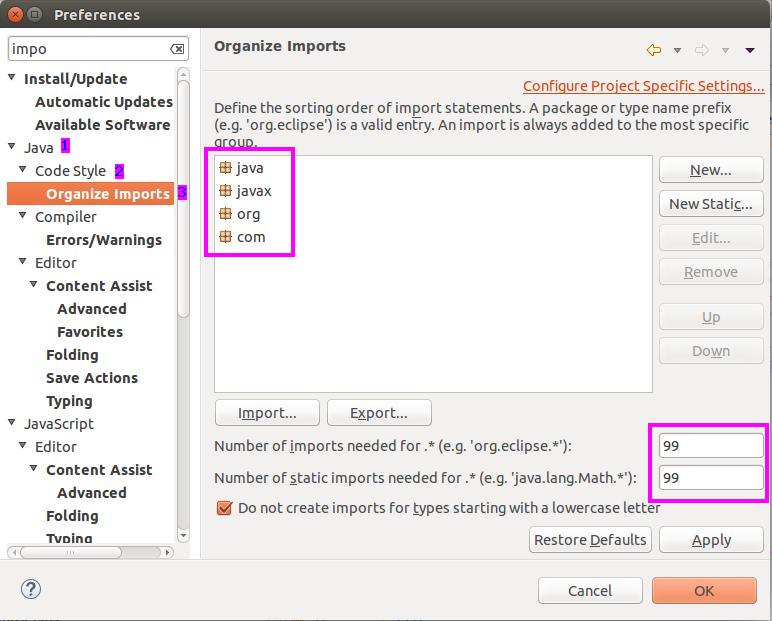 Preferences
impo
Install/Update
Automatic Updates
Available Software
Java 1
Code Style 2
Organize Imports 3
Compiler
Errors/Warnings
Editor
Content Assist
Advanced
Favorites
Folding
Save Actions
Typing
JavaScript
Editor
Content Assist
Advanced
Folding
Typing
Organize Imports
Configure Project Specific Settings...
Define the sorting order of import statements. A package or type name prefix
(e.g. 'org.eclipse') is a valid entry. An import is always added to the most specific
group.
java
javax
org
com
New...
New Static...
Edit...
Remove
Up
Down
Import... Export...
Number of imports needed for .* (e.g. 'org.eclipse.*'): 99
Number of static imports needed for .* (e.g. 'java.lang.Math.*'): 99
Do not create imports for types starting with a lowercase letter
Restore Defaults Apply
? Cancel OK